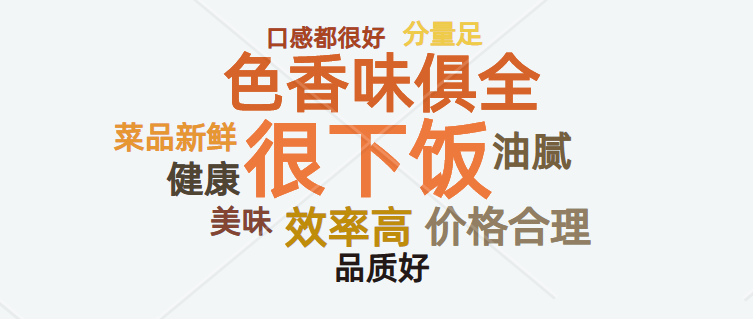 口感都很好 分量足
色香味俱全
菜品新鲜 很下饭 油腻
健康
美味 效率高 价格合理
品质好